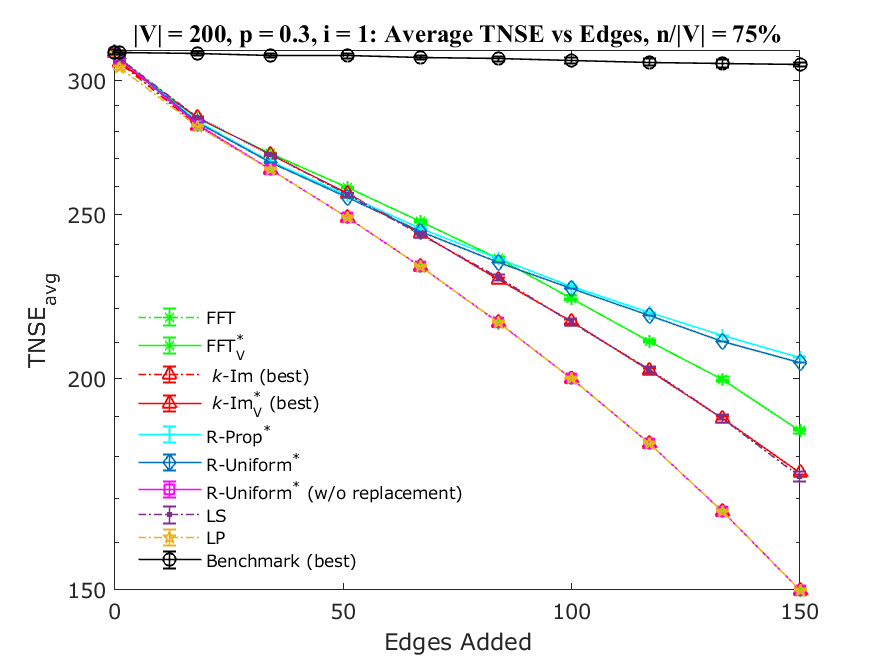 |V| = 200, p = 0.3, i = 1: Average TNSE vs Edges, n/|V| = 75%
300
250
200
150
TNSE_avg
FFT
FFT*_V
k-Im (best)
k-Im*_V (best)
R-Prop*
R-Uniform*
R-Uniform* (w/o replacement)
LS
LP
Benchmark (best)
0 50 100 150
Edges Added